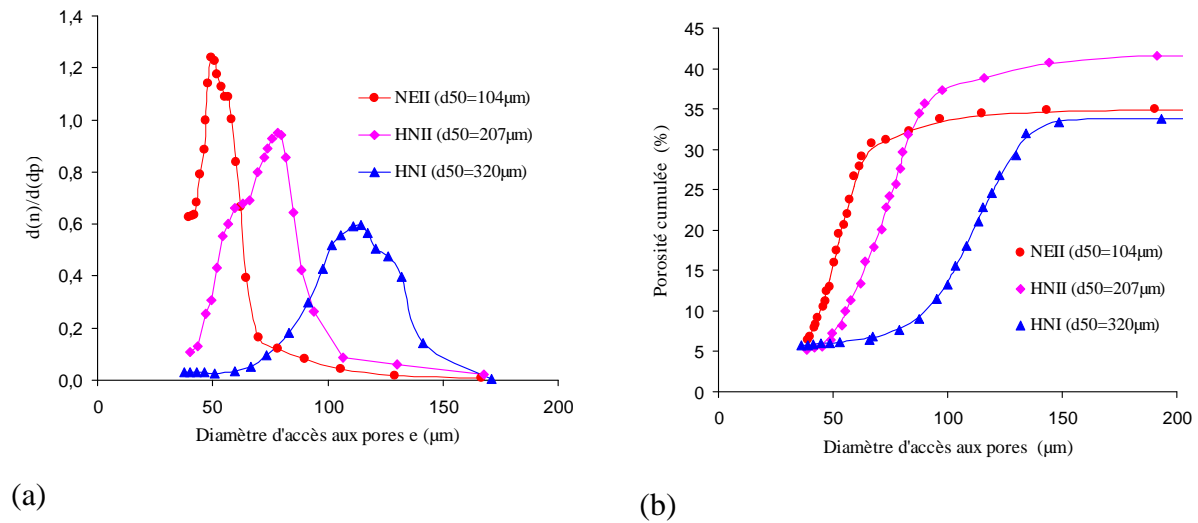 1,4
1,2
1,0
0,8
0,6
0,4
0,2
0,0
d(n)/d(dp)
NEII (d50=104µm)
HNII (d50=207µm)
HNI (d50=320µm)
0
50
100
150
200
Diamètre d'accès aux pores e (µm)
(a)
45
40
35
30
25
20
15
10
5
0
Porosité cumulée (%)
NEII (d50=104µm)
HNII (d50=207µm)
HNI (d50=320µm)
0
50
100
150
200
Diamètre d'accès aux pores (µm)
(b)